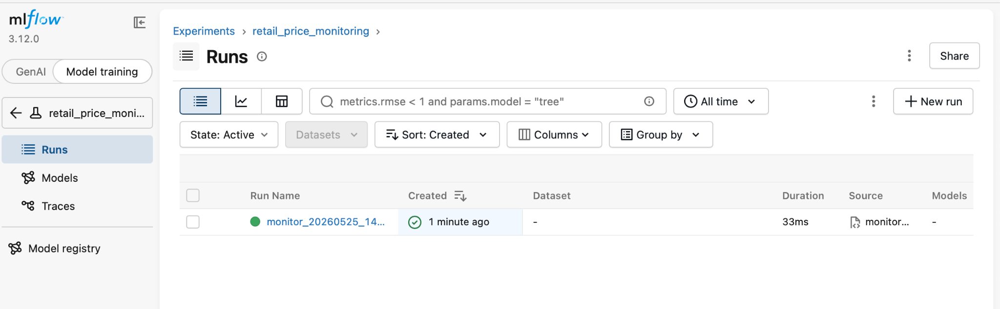 mlflow
3.12.0
GenAI Model training
retail_price_moni...
Runs
Models
Traces
Model registry
Experiments > retail_price_monitoring >
Runs
Share
metrics.rmse < 1 and params.model = "tree"
All time
New run
State: Active
Datasets
Sort: Created
Columns
Group by
Run Name Created Dataset Duration Source Models
monitor_20260525_14... 1 minute ago - 33ms monitor... -